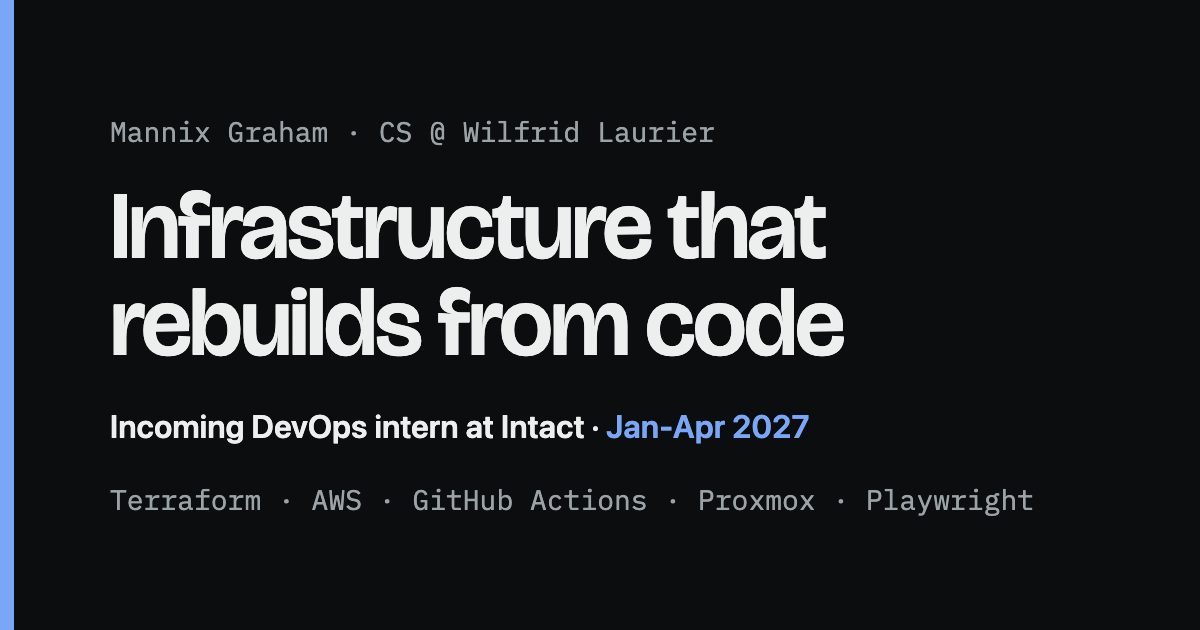 Mannix Graham · CS @ Wilfrid Laurier
Infrastructure that
rebuilds from code
Incoming DevOps intern at Intact · Jan-Apr 2027
Terraform · AWS · GitHub Actions · Proxmox · Playwright